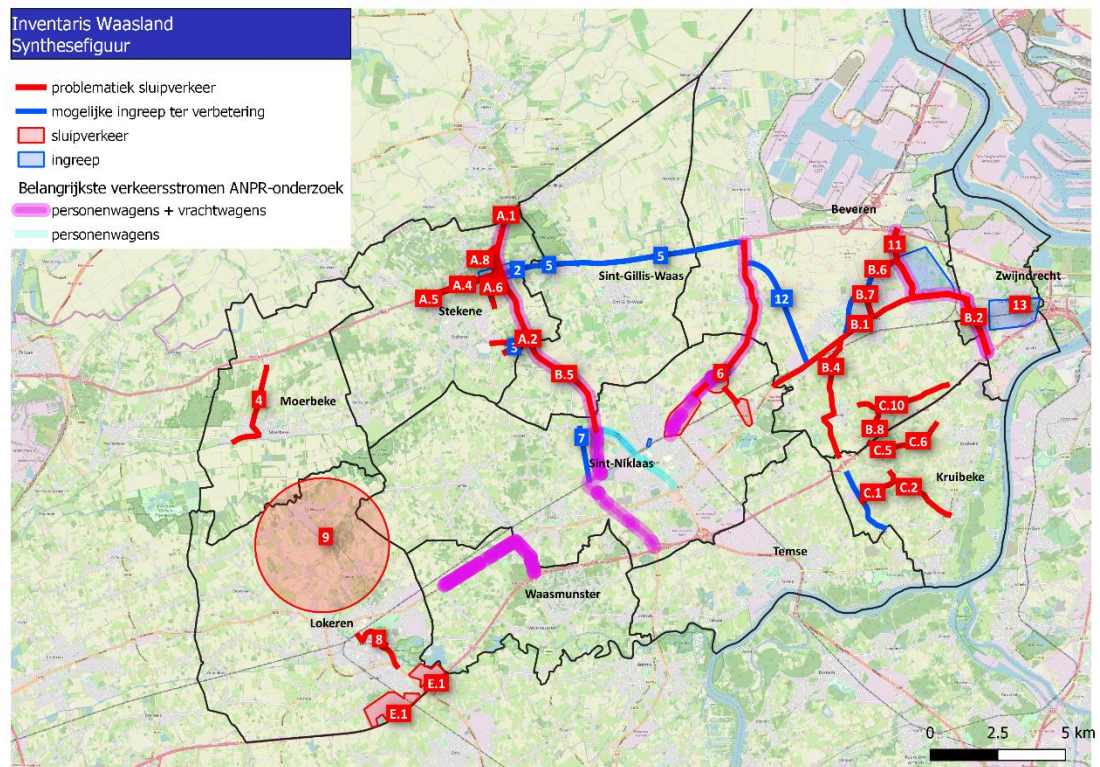 Inventaris Waasland
Synthesefiguur
problematiek sluipverkeer
mogelijke ingreep ter verbetering
sluipverkeer
ingreep
Belangrijkste verkeersstromen ANPR-onderzoek
personenwagens + vrachtwagens
personenwagens
Beveren
A.1
11
A.8
5
5
2
Sint-Gillis-Waas
B.6
Zwijndrecht
A.4
A.6
A.5
Stekene
12
B.7
13
B.2
B.1
A.2
3
B.5
6
B.4
4
Moerbeke
C.10
B.8
7
C.6
C.5
Sint-Niklaas
Kruibeke
C.1
C.2
9
Temse
Waasmunster
Lokeren
8
E.1
E.1
0 2.5 5 km